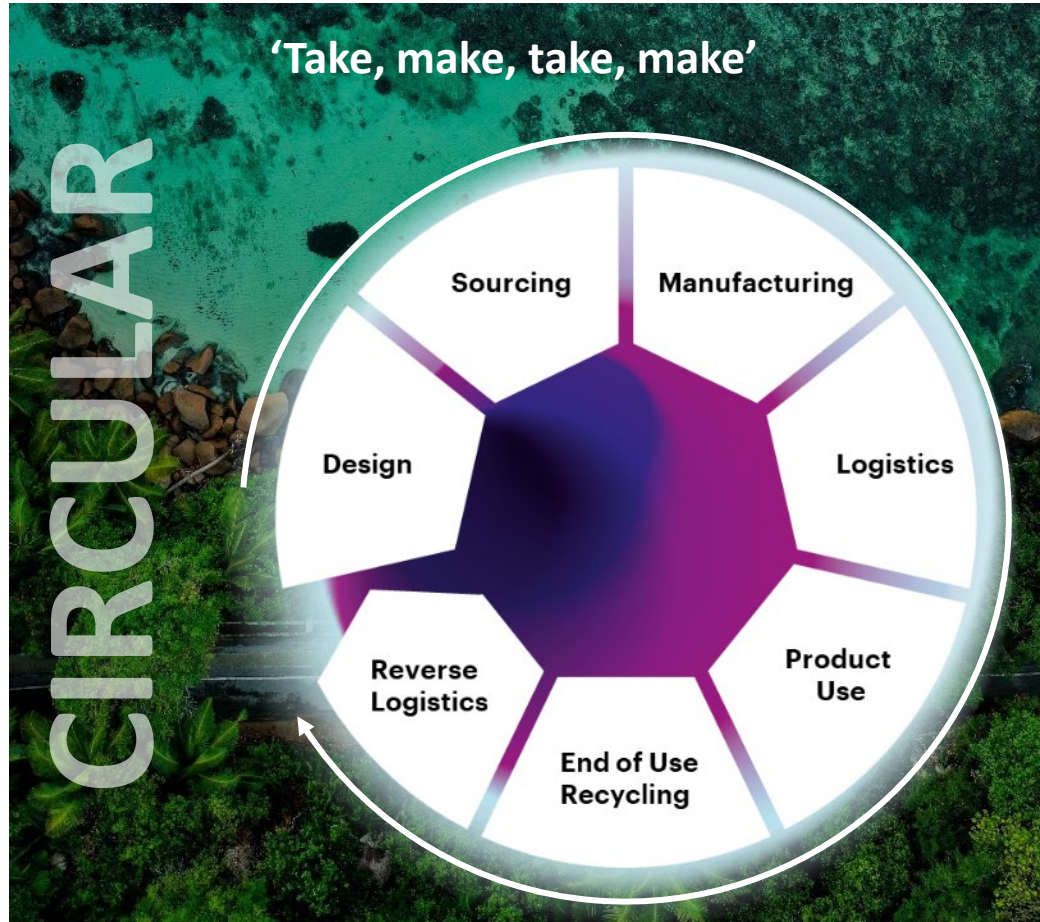 ‘Take, make, take, make’
CIRCULAR
Sourcing
Manufacturing
Design
Logistics
Product
Use
Reverse
Logistics
End of Use
Recycling